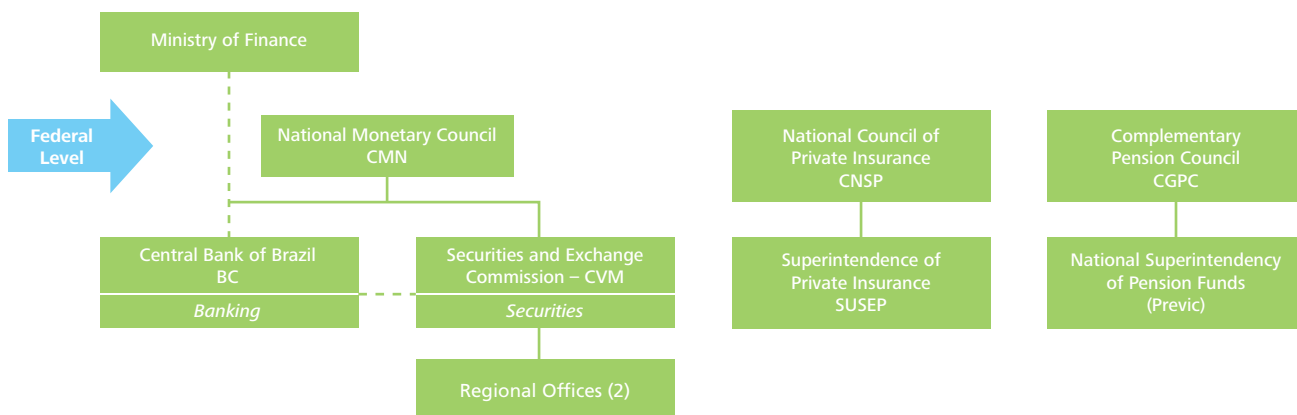 Ministry of Finance
Federal
Level
National Monetary Council
CMN
National Council of
Private Insurance
CNSP
Complementary
Pension Council
CGPC
Central Bank of Brazil
BC
Banking
Securities and Exchange
Commission – CVM
Securities
Superintendence of
Private Insurance
SUSEP
National Superintendency
of Pension Funds
(Previc)
Regional Offices (2)